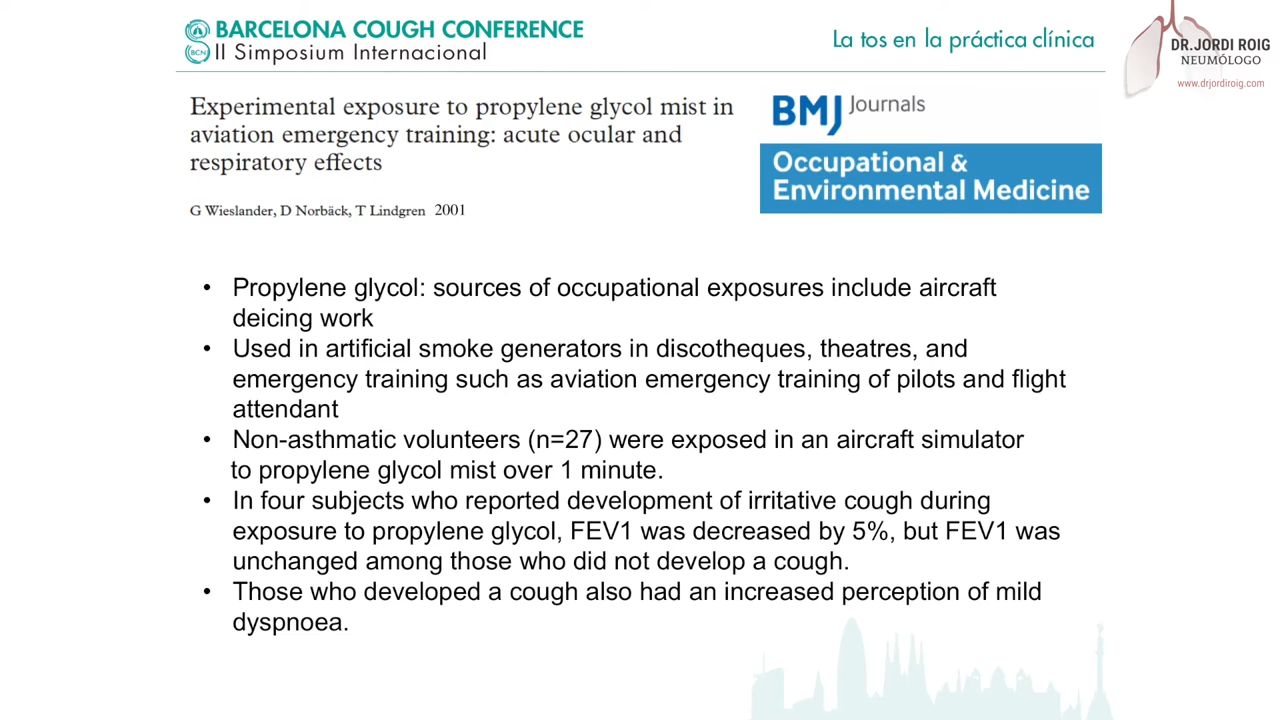 BARCELONA COUGH CONFERENCE
II Simposium Internacional
BCN
La tos en la práctica clínica
DR.JORDI ROIG
NEUMÓLOGO
www.drjordiroig.com
Experimental exposure to propylene glycol mist in
aviation emergency training: acute ocular and
respiratory effects
G Wieslander, D Norbäck, T Lindgren 2001
BMJ Journals
Occupational &
Environmental Medicine
• Propylene glycol: sources of occupational exposures include aircraft
deicing work
• Used in artificial smoke generators in discotheques, theatres, and
emergency training such as aviation emergency training of pilots and flight
attendant
• Non-asthmatic volunteers (n=27) were exposed in an aircraft simulator
to propylene glycol mist over 1 minute.
• In four subjects who reported development of irritative cough during
exposure to propylene glycol, FEV1 was decreased by 5%, but FEV1 was
unchanged among those who did not develop a cough.
• Those who developed a cough also had an increased perception of mild
dyspnoea.